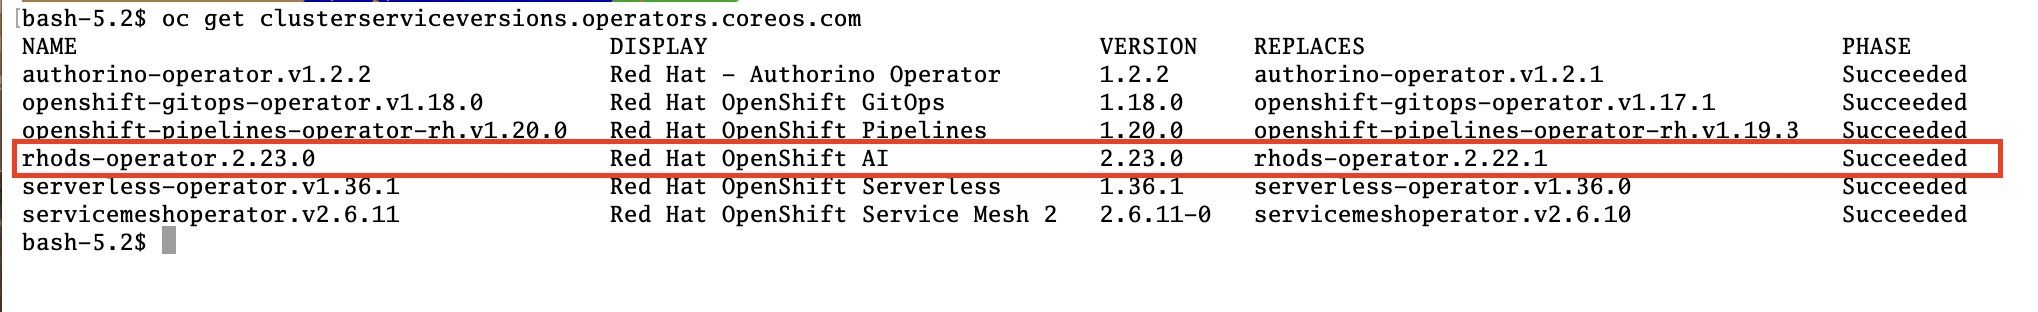 [bash-5.2$ oc get clusterserviceversions.operators.coreos.com
NAME DISPLAY VERSION REPLACES PHASE
authorino-operator.v1.2.2 Red Hat - Authorino Operator 1.2.2 authorino-operator.v1.2.1 Succeeded
openshift-gitops-operator.v1.18.0 Red Hat OpenShift GitOps 1.18.0 openshift-gitops-operator.v1.17.1 Succeeded
openshift-pipelines-operator-rh.v1.20.0 Red Hat OpenShift Pipelines 1.20.0 openshift-pipelines-operator-rh.v1.19.3 Succeeded
rhods-operator.2.23.0 Red Hat OpenShift AI 2.23.0 rhods-operator.2.22.1 Succeeded
serverless-operator.v1.36.1 Red Hat OpenShift Serverless 1.36.1 serverless-operator.v1.36.0 Succeeded
servicemeshoperator.v2.6.11 Red Hat OpenShift Service Mesh 2 2.6.11-0 servicemeshoperator.v2.6.10 Succeeded
bash-5.2$